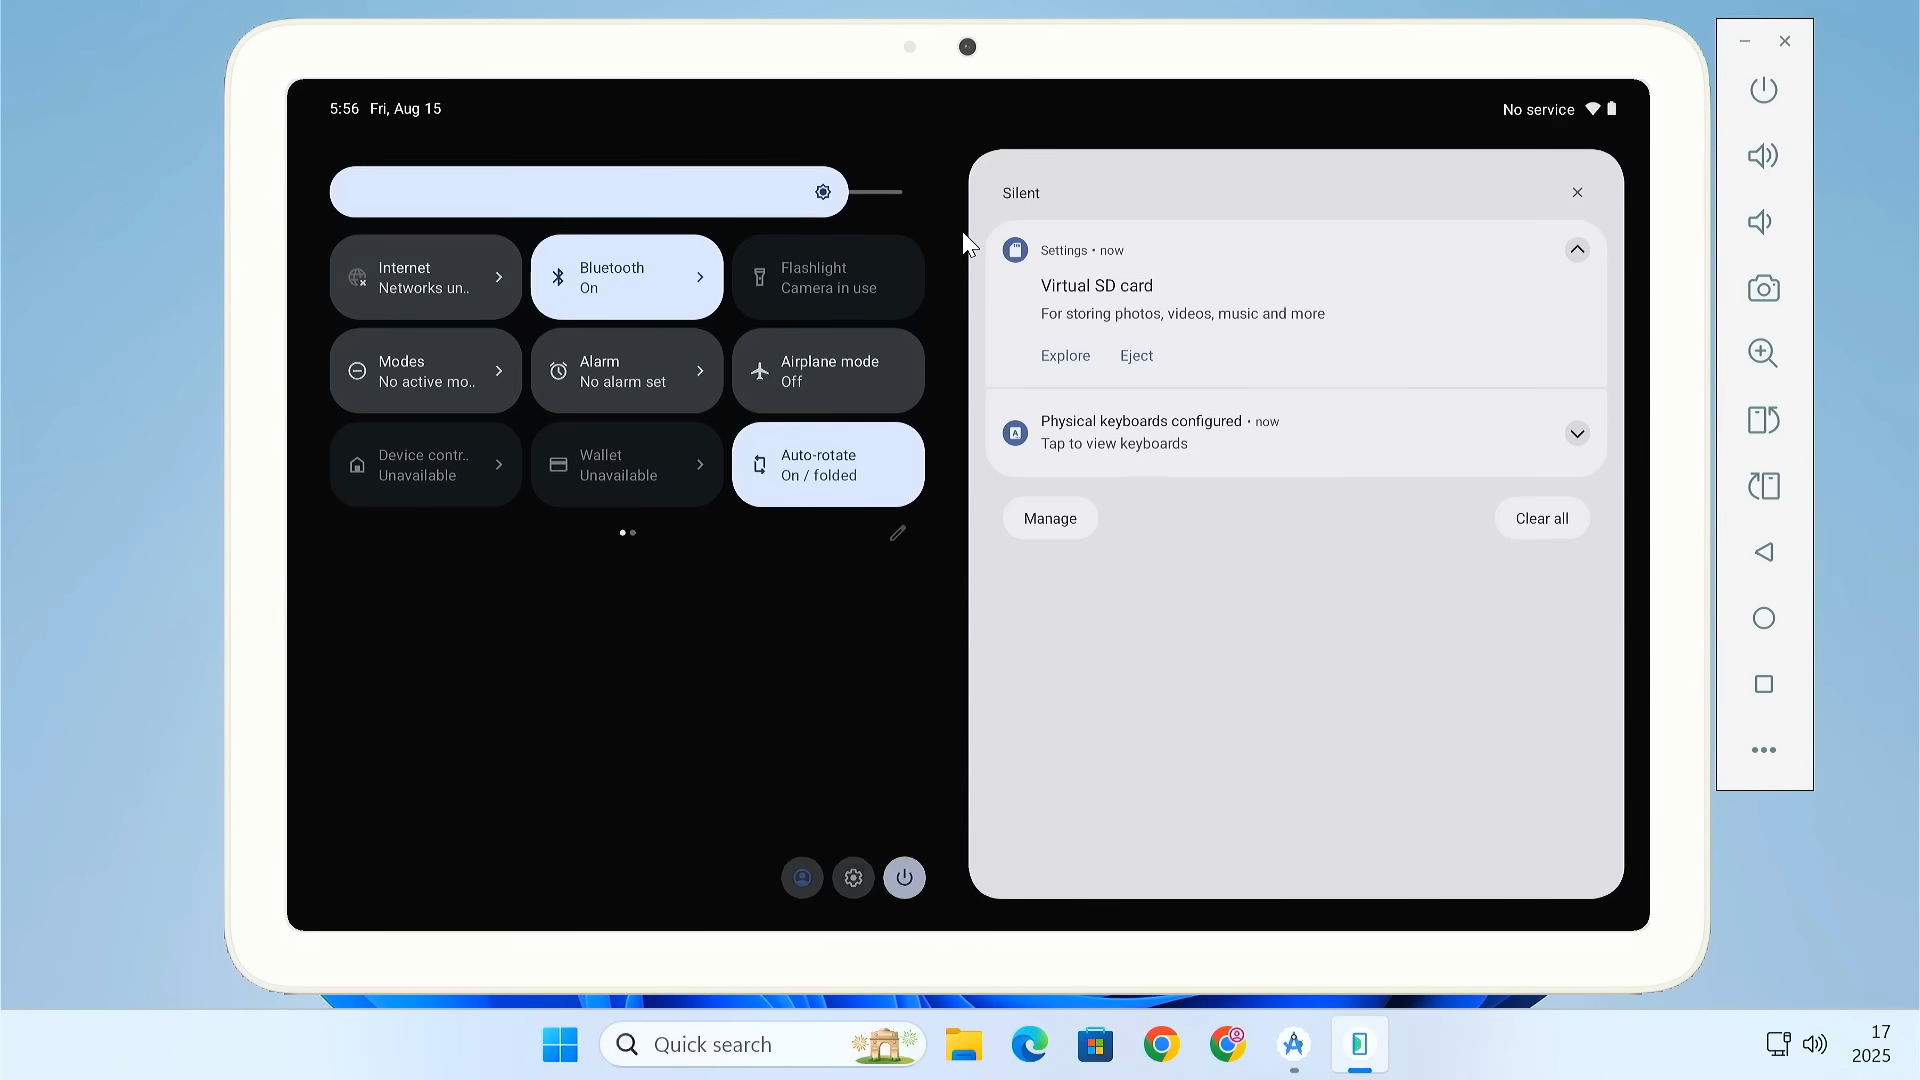 5:56 Fri, Aug 15
No service
Internet
Networks un..
Bluetooth
On
Flashlight
Camera in use
Modes
No active mo..
Alarm
No alarm set
Airplane mode
Off
Device contr..
Unavailable
Wallet
Unavailable
Auto-rotate
On / folded
Silent
Settings • now
Virtual SD card
For storing photos, videos, music and more
Explore Eject
Physical keyboards configured • now
Tap to view keyboards
Manage Clear all
Quick search
17
2025